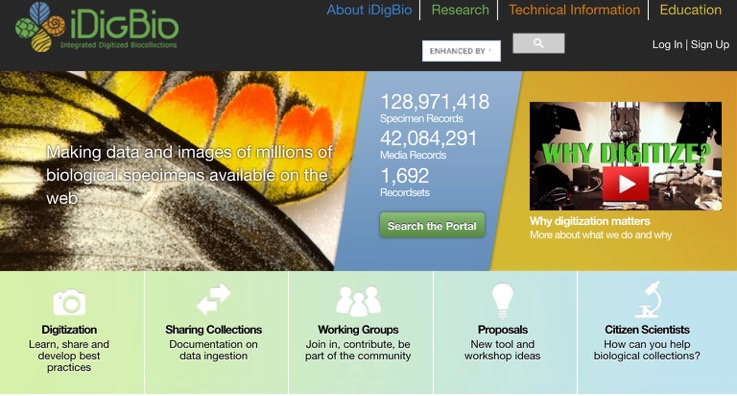 iDigBio
Integrated Digitized Biocollections
About iDigBio
Research
Technical Information
Education
ENHANCED BY
Log In | Sign Up
Making data and images of millions of
biological specimens available on the
web
128,971,418
Specimen Records
42,084,291
Media Records
1,692
Recordsets
Search the Portal
WHY DIGITIZE?
Why digitization matters
More about what we do and why
Digitization
Learn, share and
develop best
practices
Sharing Collections
Documentation on
data ingestion
Working Groups
Join in, contribute, be
part of the community
Proposals
New tool and
workshop ideas
Citizen Scientists
How can you help
biological collections?